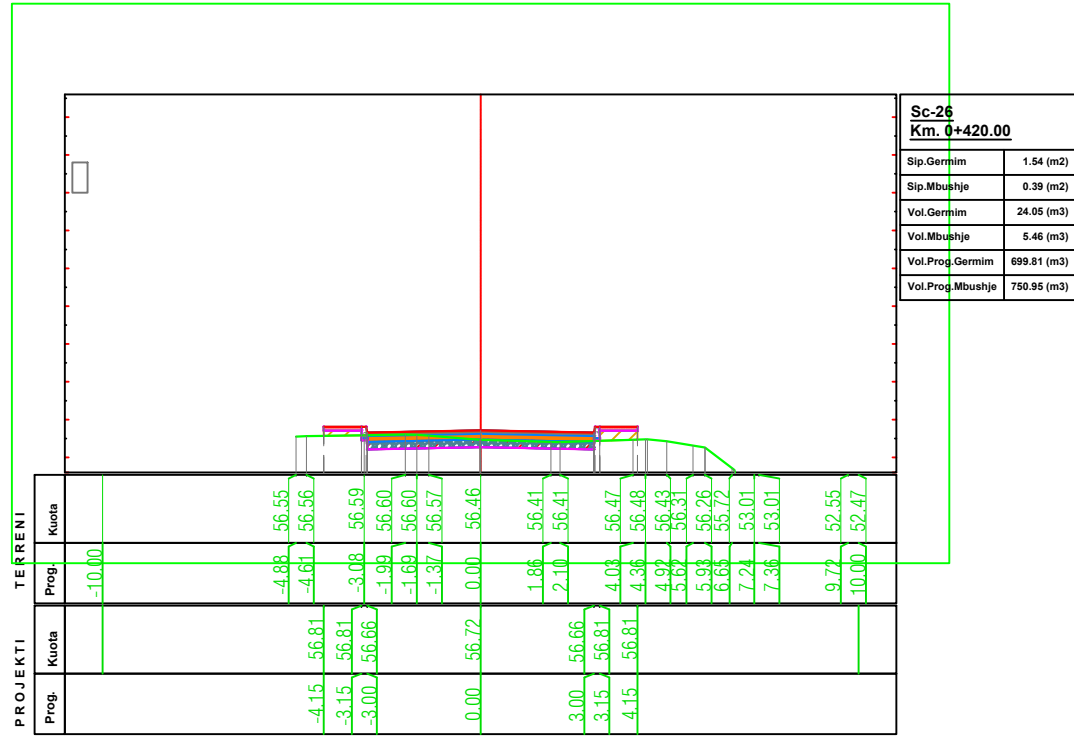 Sc-26
Km. 0+420.00
Sip.Germim 1.54 (m2)
Sip.Mbushje 0.39 (m2)
Vol.Germim 24.05 (m3)
Vol.Mbushje 5.46 (m3)
Vol.Prog.Germim 699.81 (m3)
Vol.Prog.Mbushje 750.95 (m3)
TERRENI
Kuota 56.55 56.56 56.59 56.60 56.60 56.57 56.46 56.41 56.41 56.47 56.48 56.43 56.31 56.26 55.72 53.01 53.01 52.55 52.47
Prog. -10.00 -4.88 -4.61 -3.08 -1.99 -1.69 -1.37 0.00 1.86 2.10 4.03 4.36 4.92 5.62 5.93 6.65 7.24 7.36 9.72 10.00
PROJEKTI
Kuota 56.81 56.81 56.66 56.72 56.66 56.81 56.81
Prog. -4.15 -3.15 -3.00 0.00 3.00 3.15 4.15